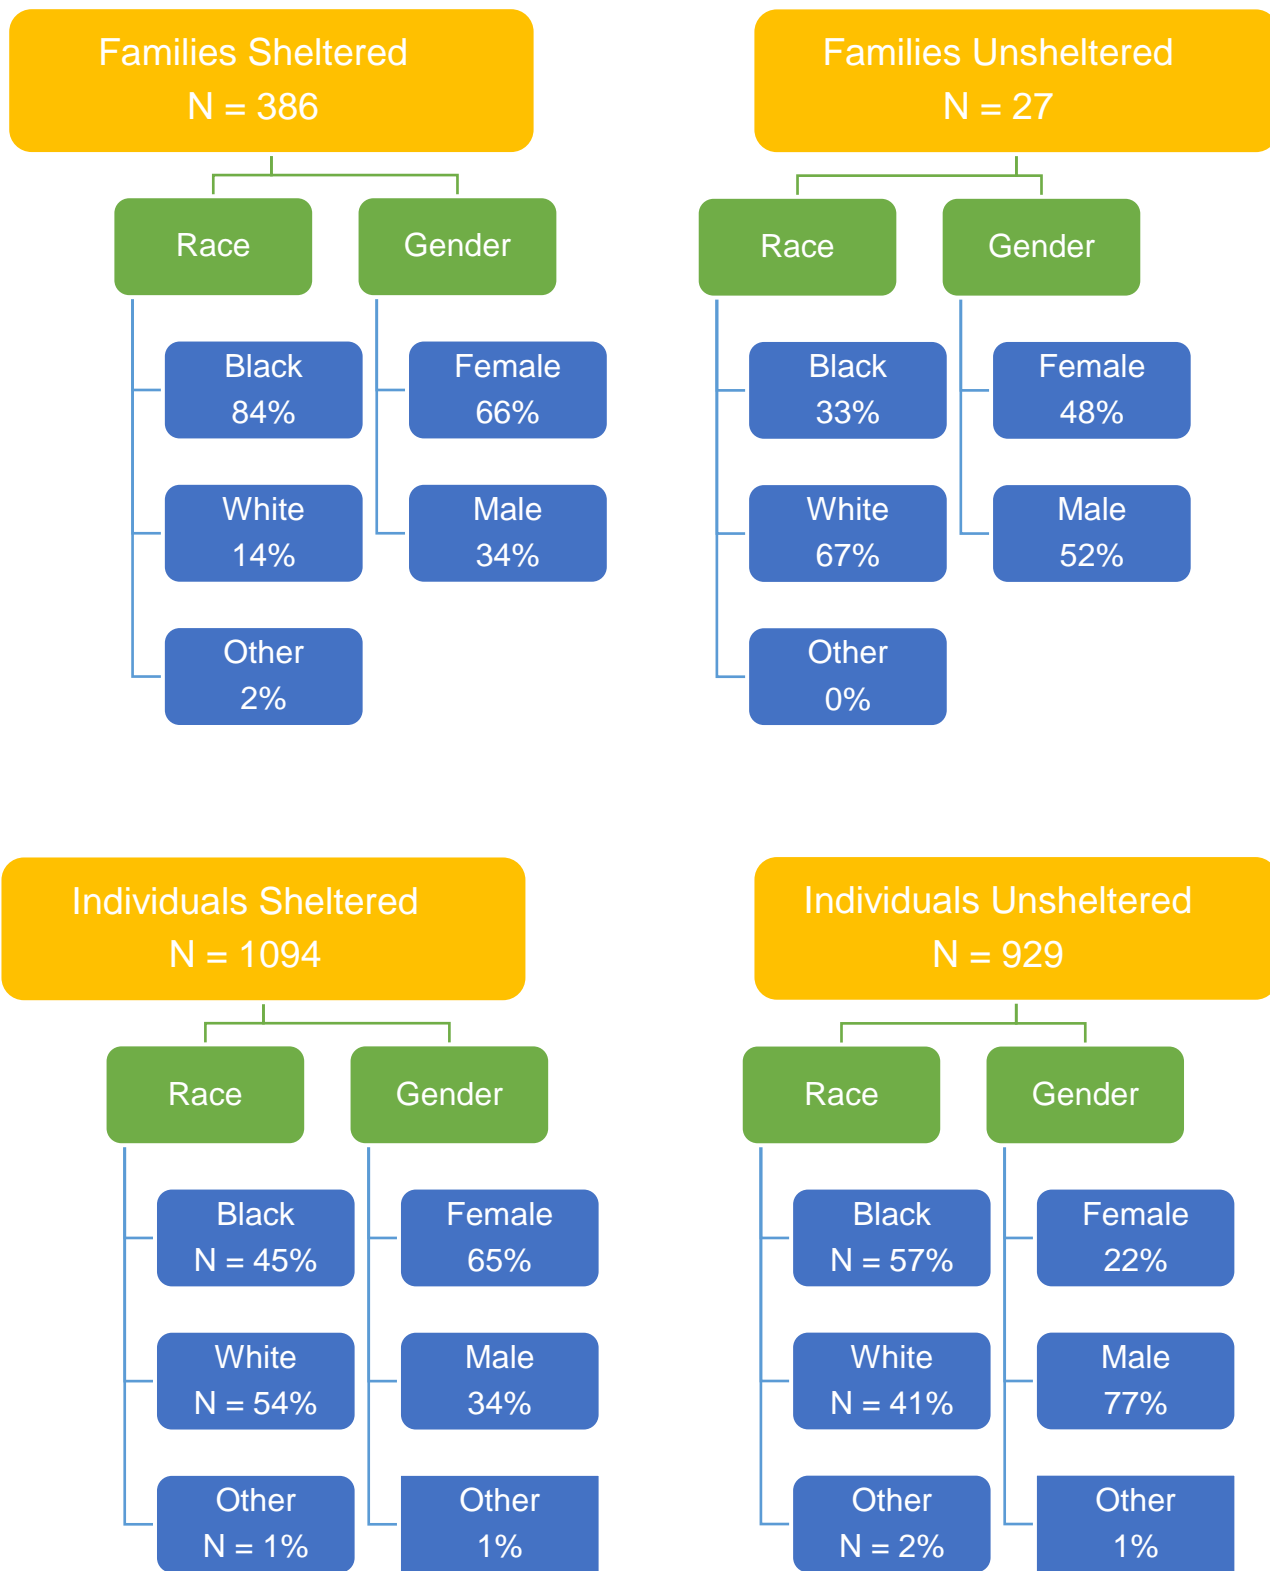 Families Sheltered
N = 386
Race
Gender
Black
84%
White
14%
Other
2%
Female
66%
Male
34%
Families Unsheltered
N = 27
Race
Gender
Black
33%
White
67%
Other
0%
Female
48%
Male
52%
Individuals Sheltered
N = 1094
Race
Gender
Black
N = 45%
White
N = 54%
Other
N = 1%
Female
65%
Male
34%
Other
1%
Individuals Unsheltered
N = 929
Race
Gender
Black
N = 57%
White
N = 41%
Other
N = 2%
Female
22%
Male
77%
Other
1%